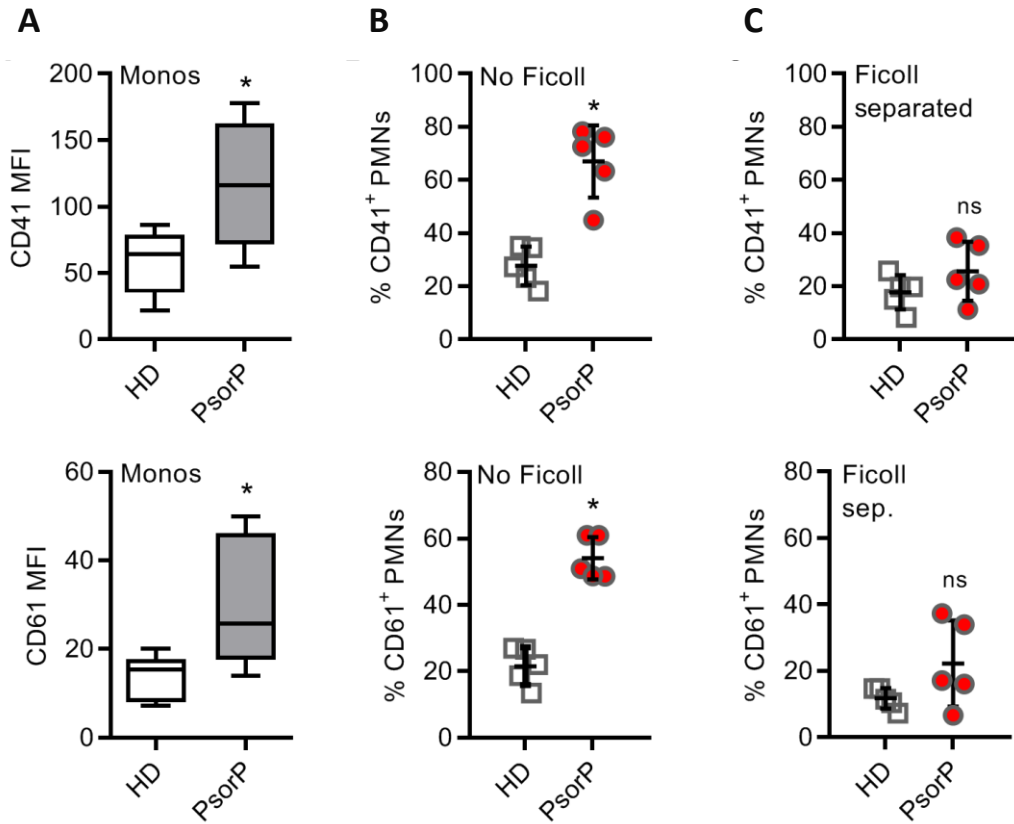 A
B
C
Monos
*
CD41 MFI
200
150
100
50
0
HD
PsorP
No Ficoll
*
% CD41+ PMNs
100
80
60
40
20
0
HD
PsorP
Ficoll
separated
ns
% CD41+ PMNs
100
80
60
40
20
0
HD
PsorP
Monos
*
CD61 MFI
60
40
20
0
HD
PsorP
No Ficoll
*
% CD61+ PMNs
80
60
40
20
0
HD
PsorP
Ficoll
sep.
ns
% CD61+ PMNs
80
60
40
20
0
HD
PsorP